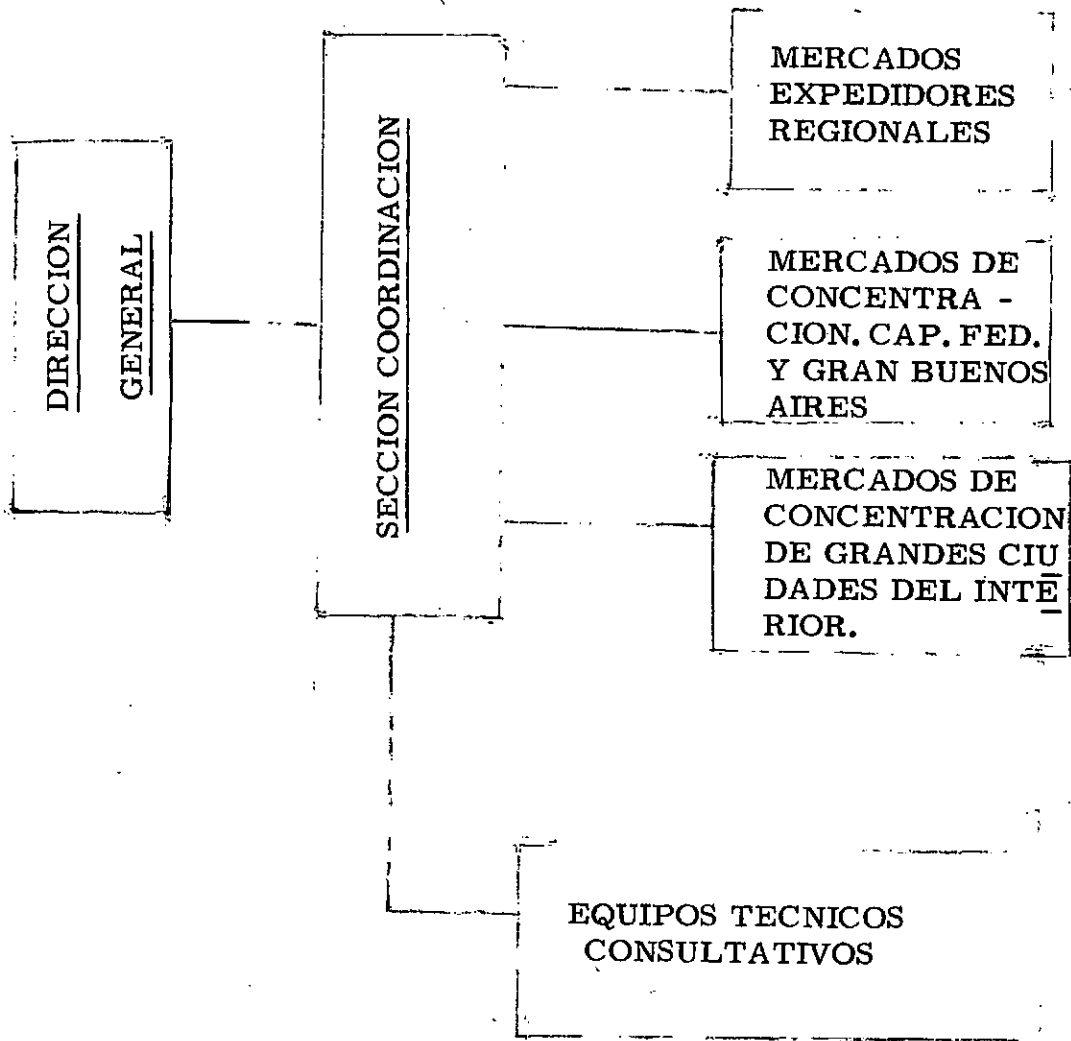 DIRECCION
GENERAL
SECCION COORDINACION
MERCADOS
EXPEDIDORES
REGIONALES
MERCADOS DE
CONCENTRA -
CION. CAP. FED.
Y GRAN BUENOS
AIRES
MERCADOS DE
CONCENTRACION
DE GRANDES CIU
DADES DEL INTE
RIOR.
EQUIPOS TECNICOS
CONSULTATIVOS